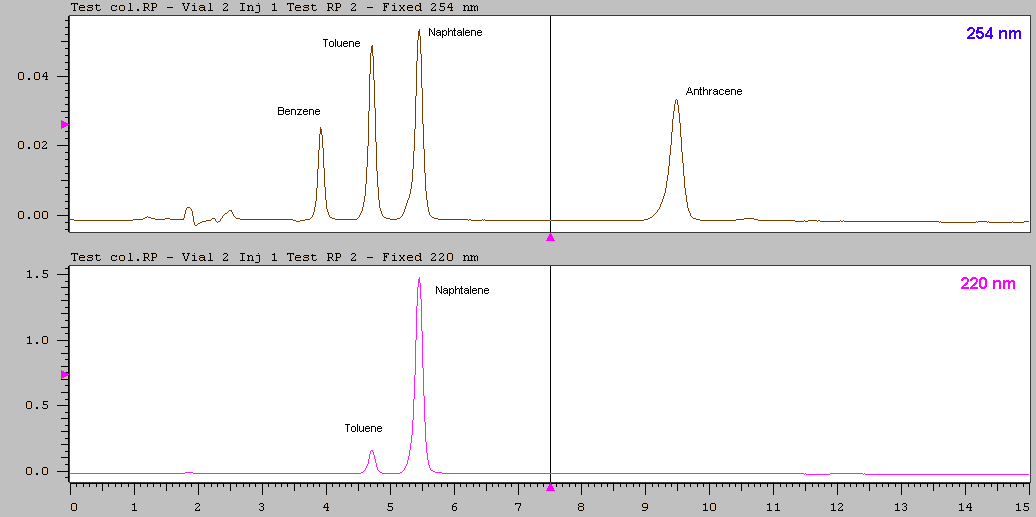 Test col.RP - Vial 2 Inj 1 Test RP 2 - Fixed 254 nm
254 nm
Naphtalene
Toluene
Anthracene
Benzene
0.04
0.02
0.00
Test col.RP - Vial 2 Inj 1 Test RP 2 - Fixed 220 nm
220 nm
Naphtalene
Toluene
1.5
1.0
0.5
0.0
0 1 2 3 4 5 6 7 8 9 10 11 12 13 14 15